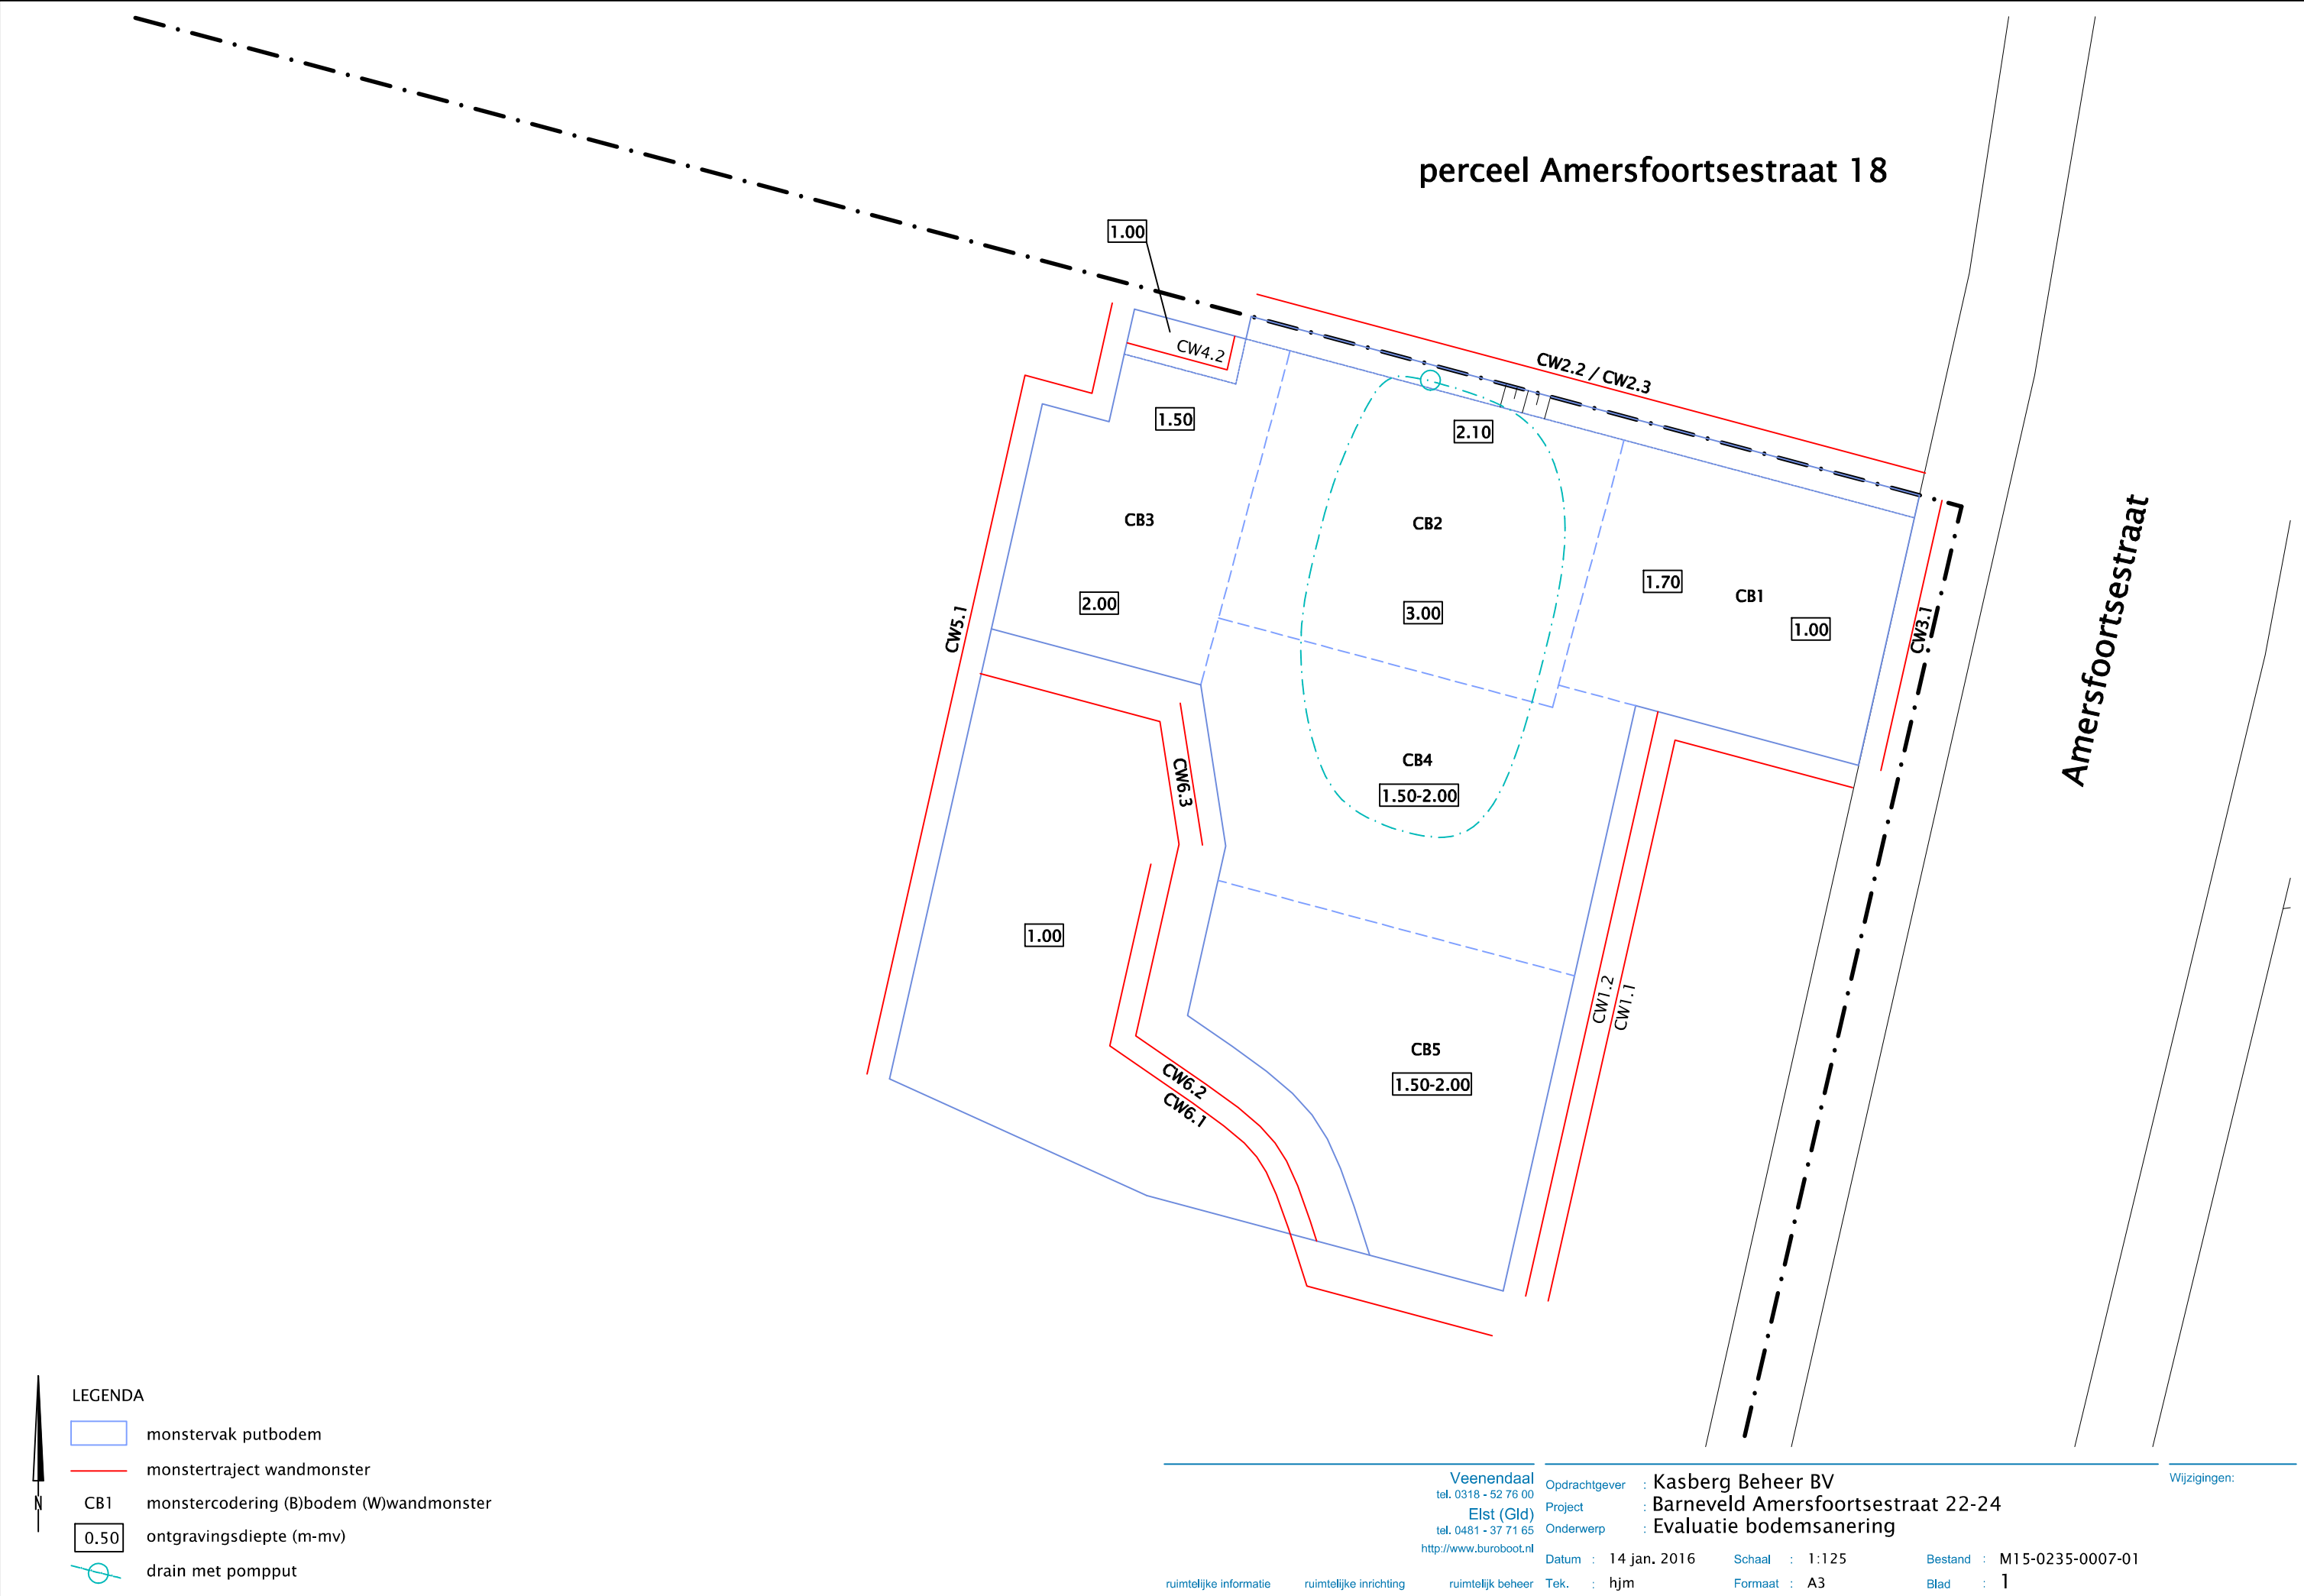 perceel Amersfoortsestraat 18
1.00
CW4.2
CW2.2 / CW2.3
1.50
2.10
CB3
CB2
1.70
CB1
2.00
3.00
1.00
CW3.1
CW5.1
Amersfoortsestraat
CW6.3
CB4
1.50-2.00
1.00
CW1.2
CW1.1
CB5
1.50-2.00
CW6.2
CW6.1
N
LEGENDA
monstervak putbodem
monstertraject wandmonster
CB1 monstercodering (B)bodem (W)wandmonster
0.50 ontgravingsdiepte (m-mv)
drain met pompput
Veenendaal
tel. 0318 - 52 76 00
Elst (Gld)
tel. 0481 - 37 71 65
http://www.buroboot.nl
ruimtelijke informatie ruimtelijke inrichting ruimtelijk beheer
Opdrachtgever : Kasberg Beheer BV
Project : Barneveld Amersfoortsestraat 22-24
Onderwerp : Evaluatie bodemsanering
Datum : 14 jan. 2016 Schaal : 1:125 Bestand : M15-0235-0007-01
Tek. : hjm Formaat : A3 Blad : 1
Wijzigingen: